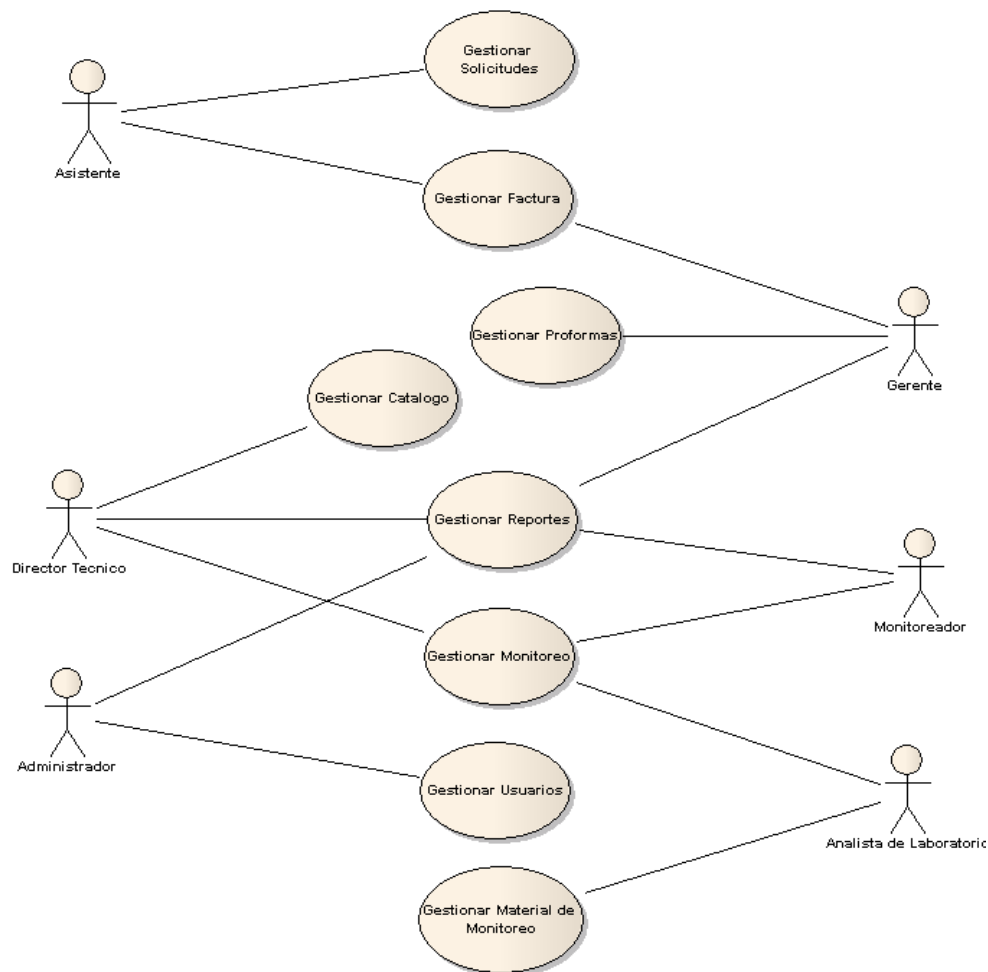 Gestionar
Solicitudes
Asistente
Gestionar Factura
Gestionar Proformas
Gerente
Gestionar Catalogo
Gestionar Reportes
Director Tecnico
Monitoreador
Gestionar Monitoreo
Administrador
Gestionar Usuarios
Analista de Laboratorio
Gestionar Material de
Monitoreo